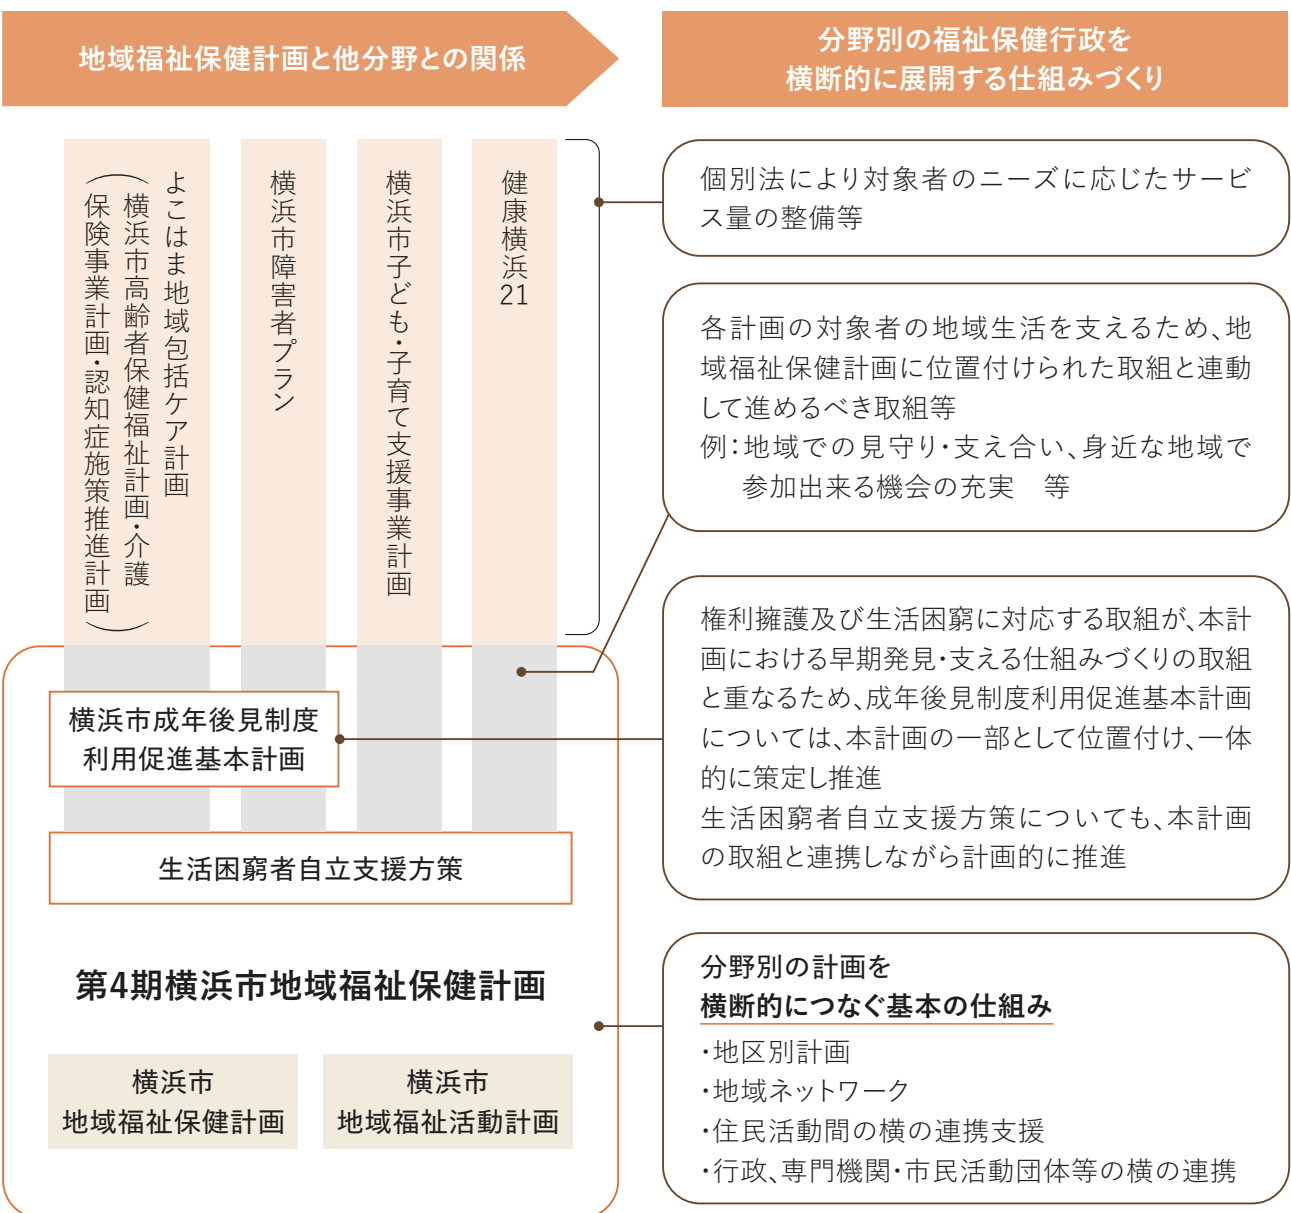 地域福祉保健計画と他分野との関係
分野別の福祉保健行政を
横断的に展開する仕組みづくり
よこはま地域包括ケア計画
(横浜市高齢者保健福祉計画・介護
保険事業計画・認知症施策推進計画)
横浜市障害者プラン
横浜市子ども・子育て支援事業計画
健康横浜21
個別法により対象者のニーズに応じたサービ
ス量の整備等
各計画の対象者の地域生活を支えるため、地
域福祉保健計画に位置付けられた取組と連動
して進めるべき取組等
例：地域での見守り・支え合い、身近な地域で
参加出来る機会の充実　等
横浜市成年後見制度
利用促進基本計画
権利擁護及び生活困窮に対応する取組が、本計
画における早期発見・支える仕組みづくりの取組
と重なるため、成年後見制度利用促進基本計画
については、本計画の一部として位置付け、一体
的に策定し推進
生活困窮者自立支援方策についても、本計画
の取組と連携しながら計画的に推進
生活困窮者自立支援方策
第4期横浜市地域福祉保健計画
横浜市
地域福祉保健計画
横浜市
地域福祉活動計画
分野別の計画を
横断的につなぐ基本の仕組み
・地区別計画
・地域ネットワーク
・住民活動間の横の連携支援
・行政、専門機関・市民活動団体等の横の連携